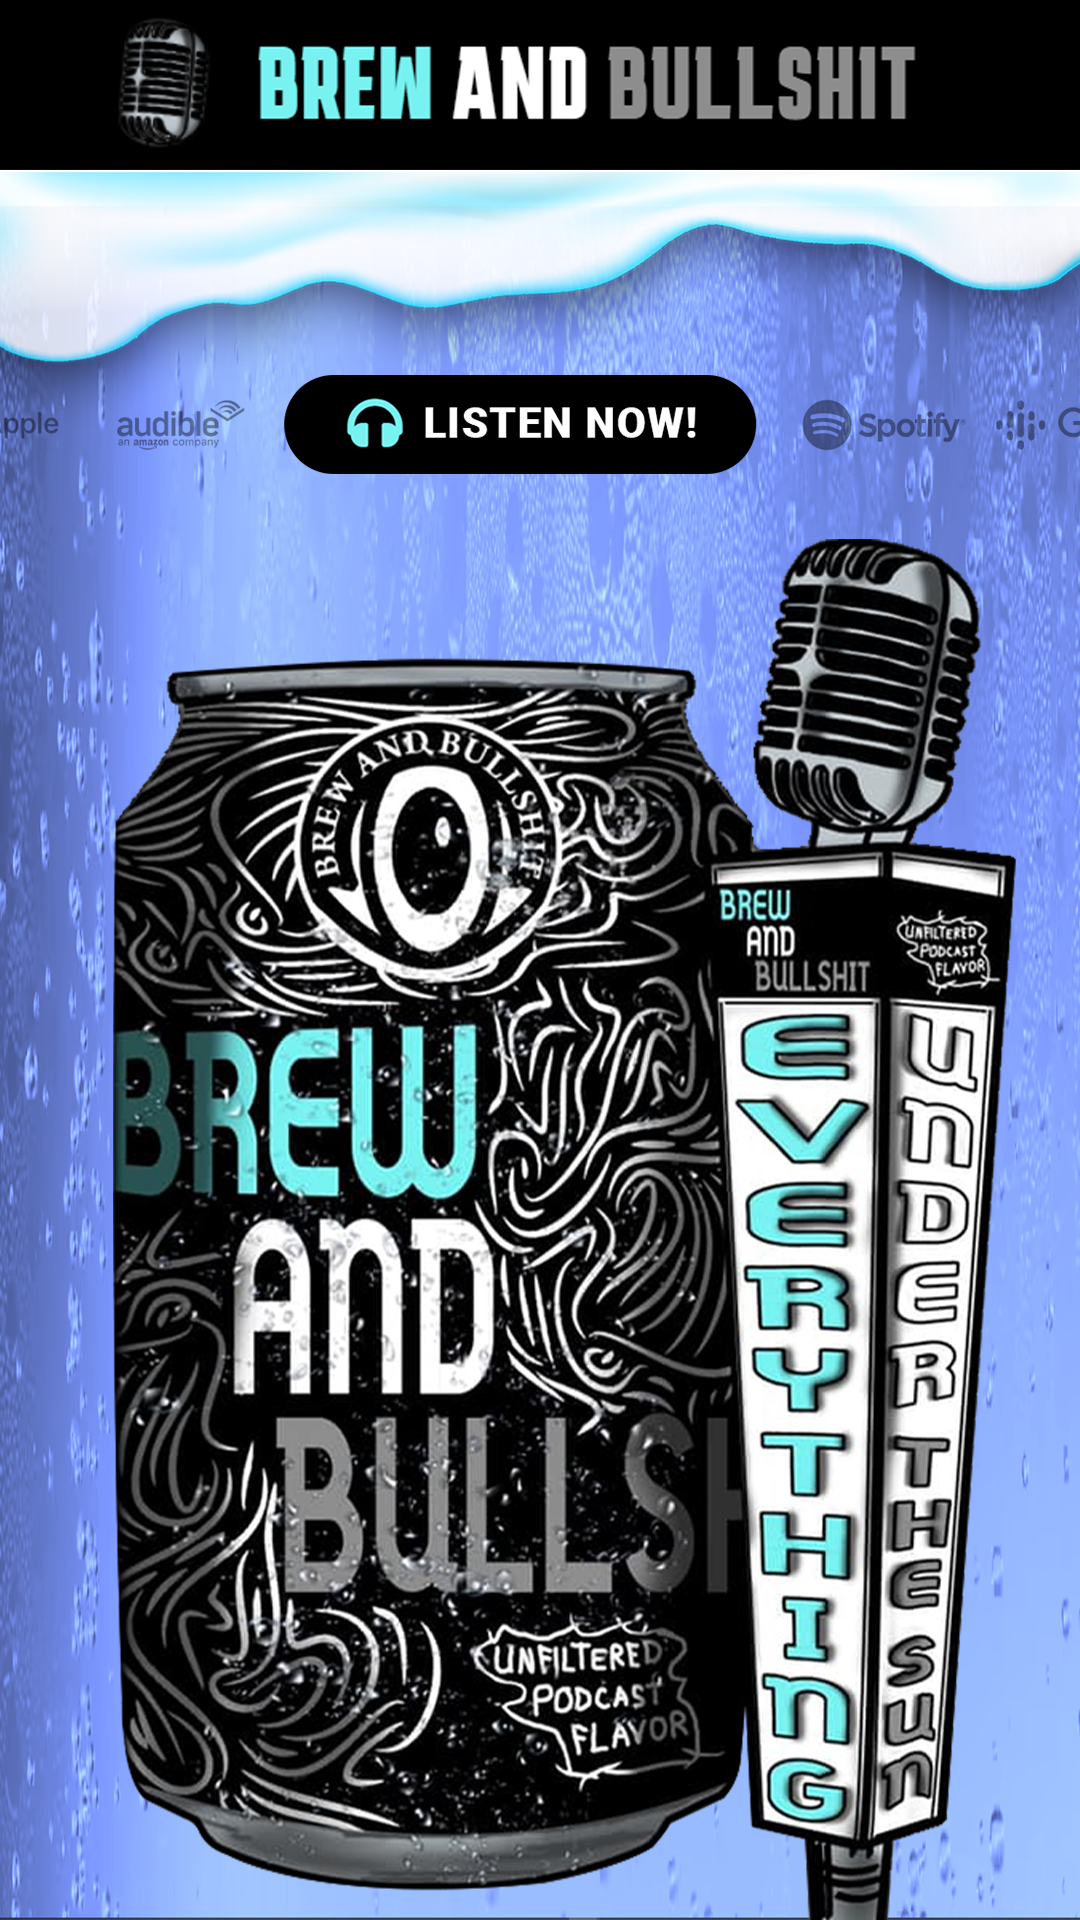 BREW AND BULLSHIT
pple
audible
an amazon company
LISTEN NOW!
Spotify
G
BREW AND BULLSHIT
BREW
AND
BULLSH
UNFILTERED
PODCAST
FLAVOR
BREW
AND
BULLSHIT
EVERYTHING
UNFILTERED
PODCAST
FLAVOR
UNDER THE SUN